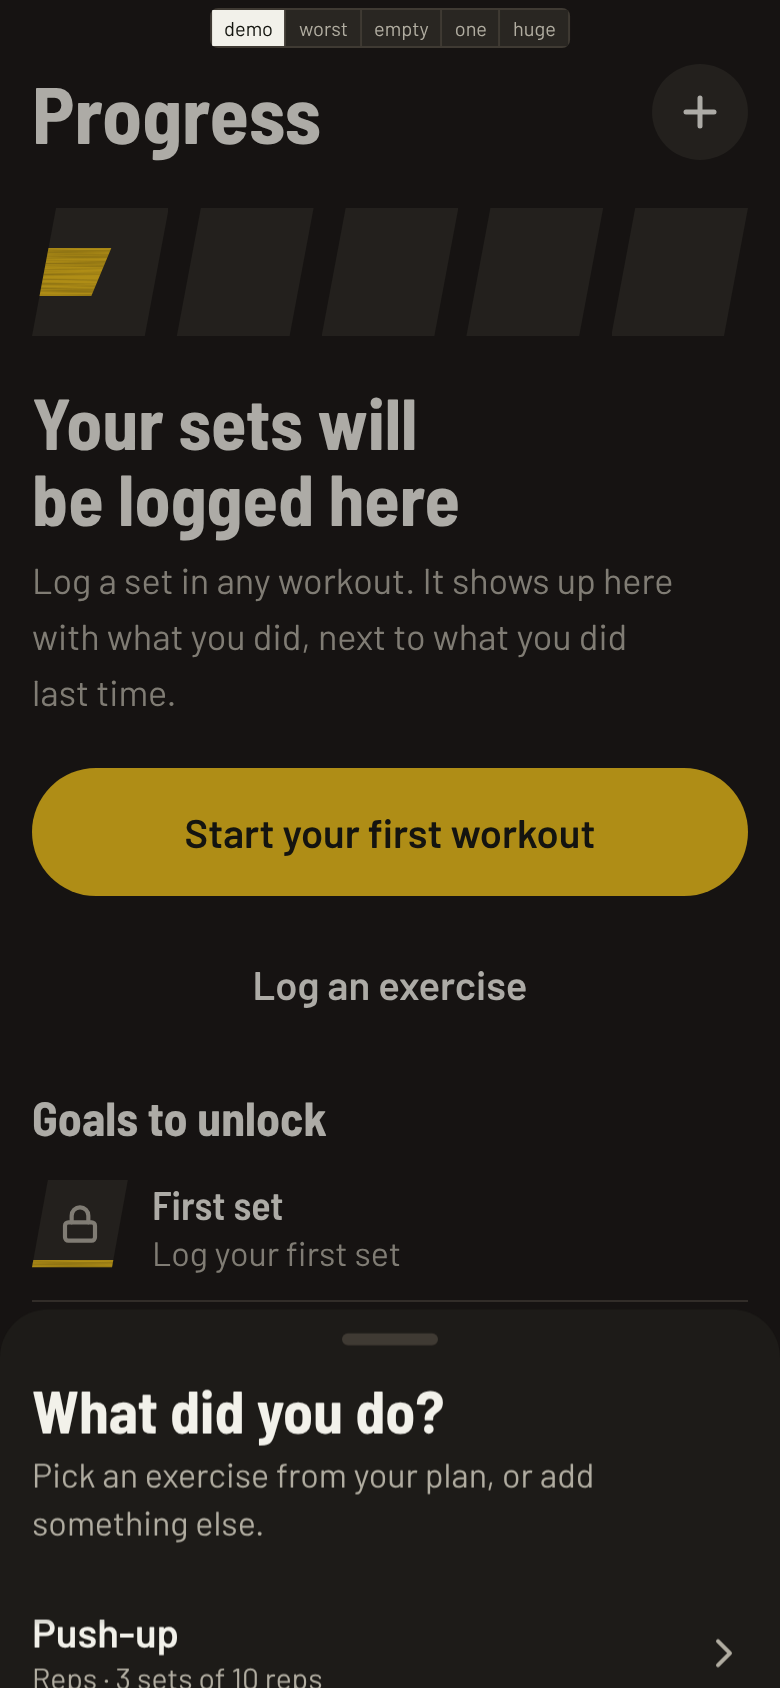 demo worst empty one huge
Progress
Your sets will
be logged here
Log a set in any workout. It shows up here
with what you did, next to what you did
last time.
Start your first workout
Log an exercise
Goals to unlock
First set
Log your first set
What did you do?
Pick an exercise from your plan, or add
something else.
Push-up
Reps · 3 sets of 10 reps